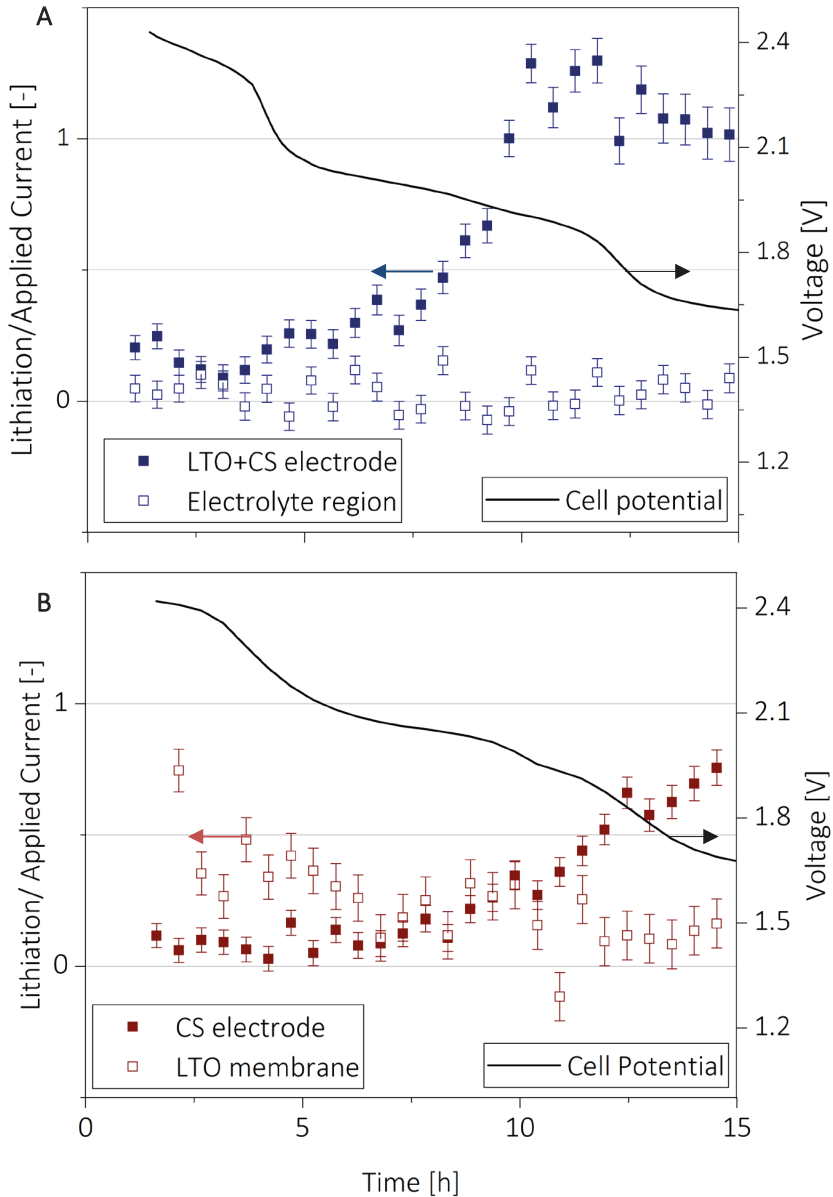 A
Lithiation/Applied Current [-]
1
0
2.4
2.1
1.8
1.5
1.2
Voltage [V]
LTO+CS electrode
Electrolyte region
Cell potential
B
Lithiation/ Applied Current [-]
1
0
2.4
2.1
1.8
1.5
1.2
Voltage [V]
CS electrode
LTO membrane
Cell Potential
0 5 10 15
Time [h]